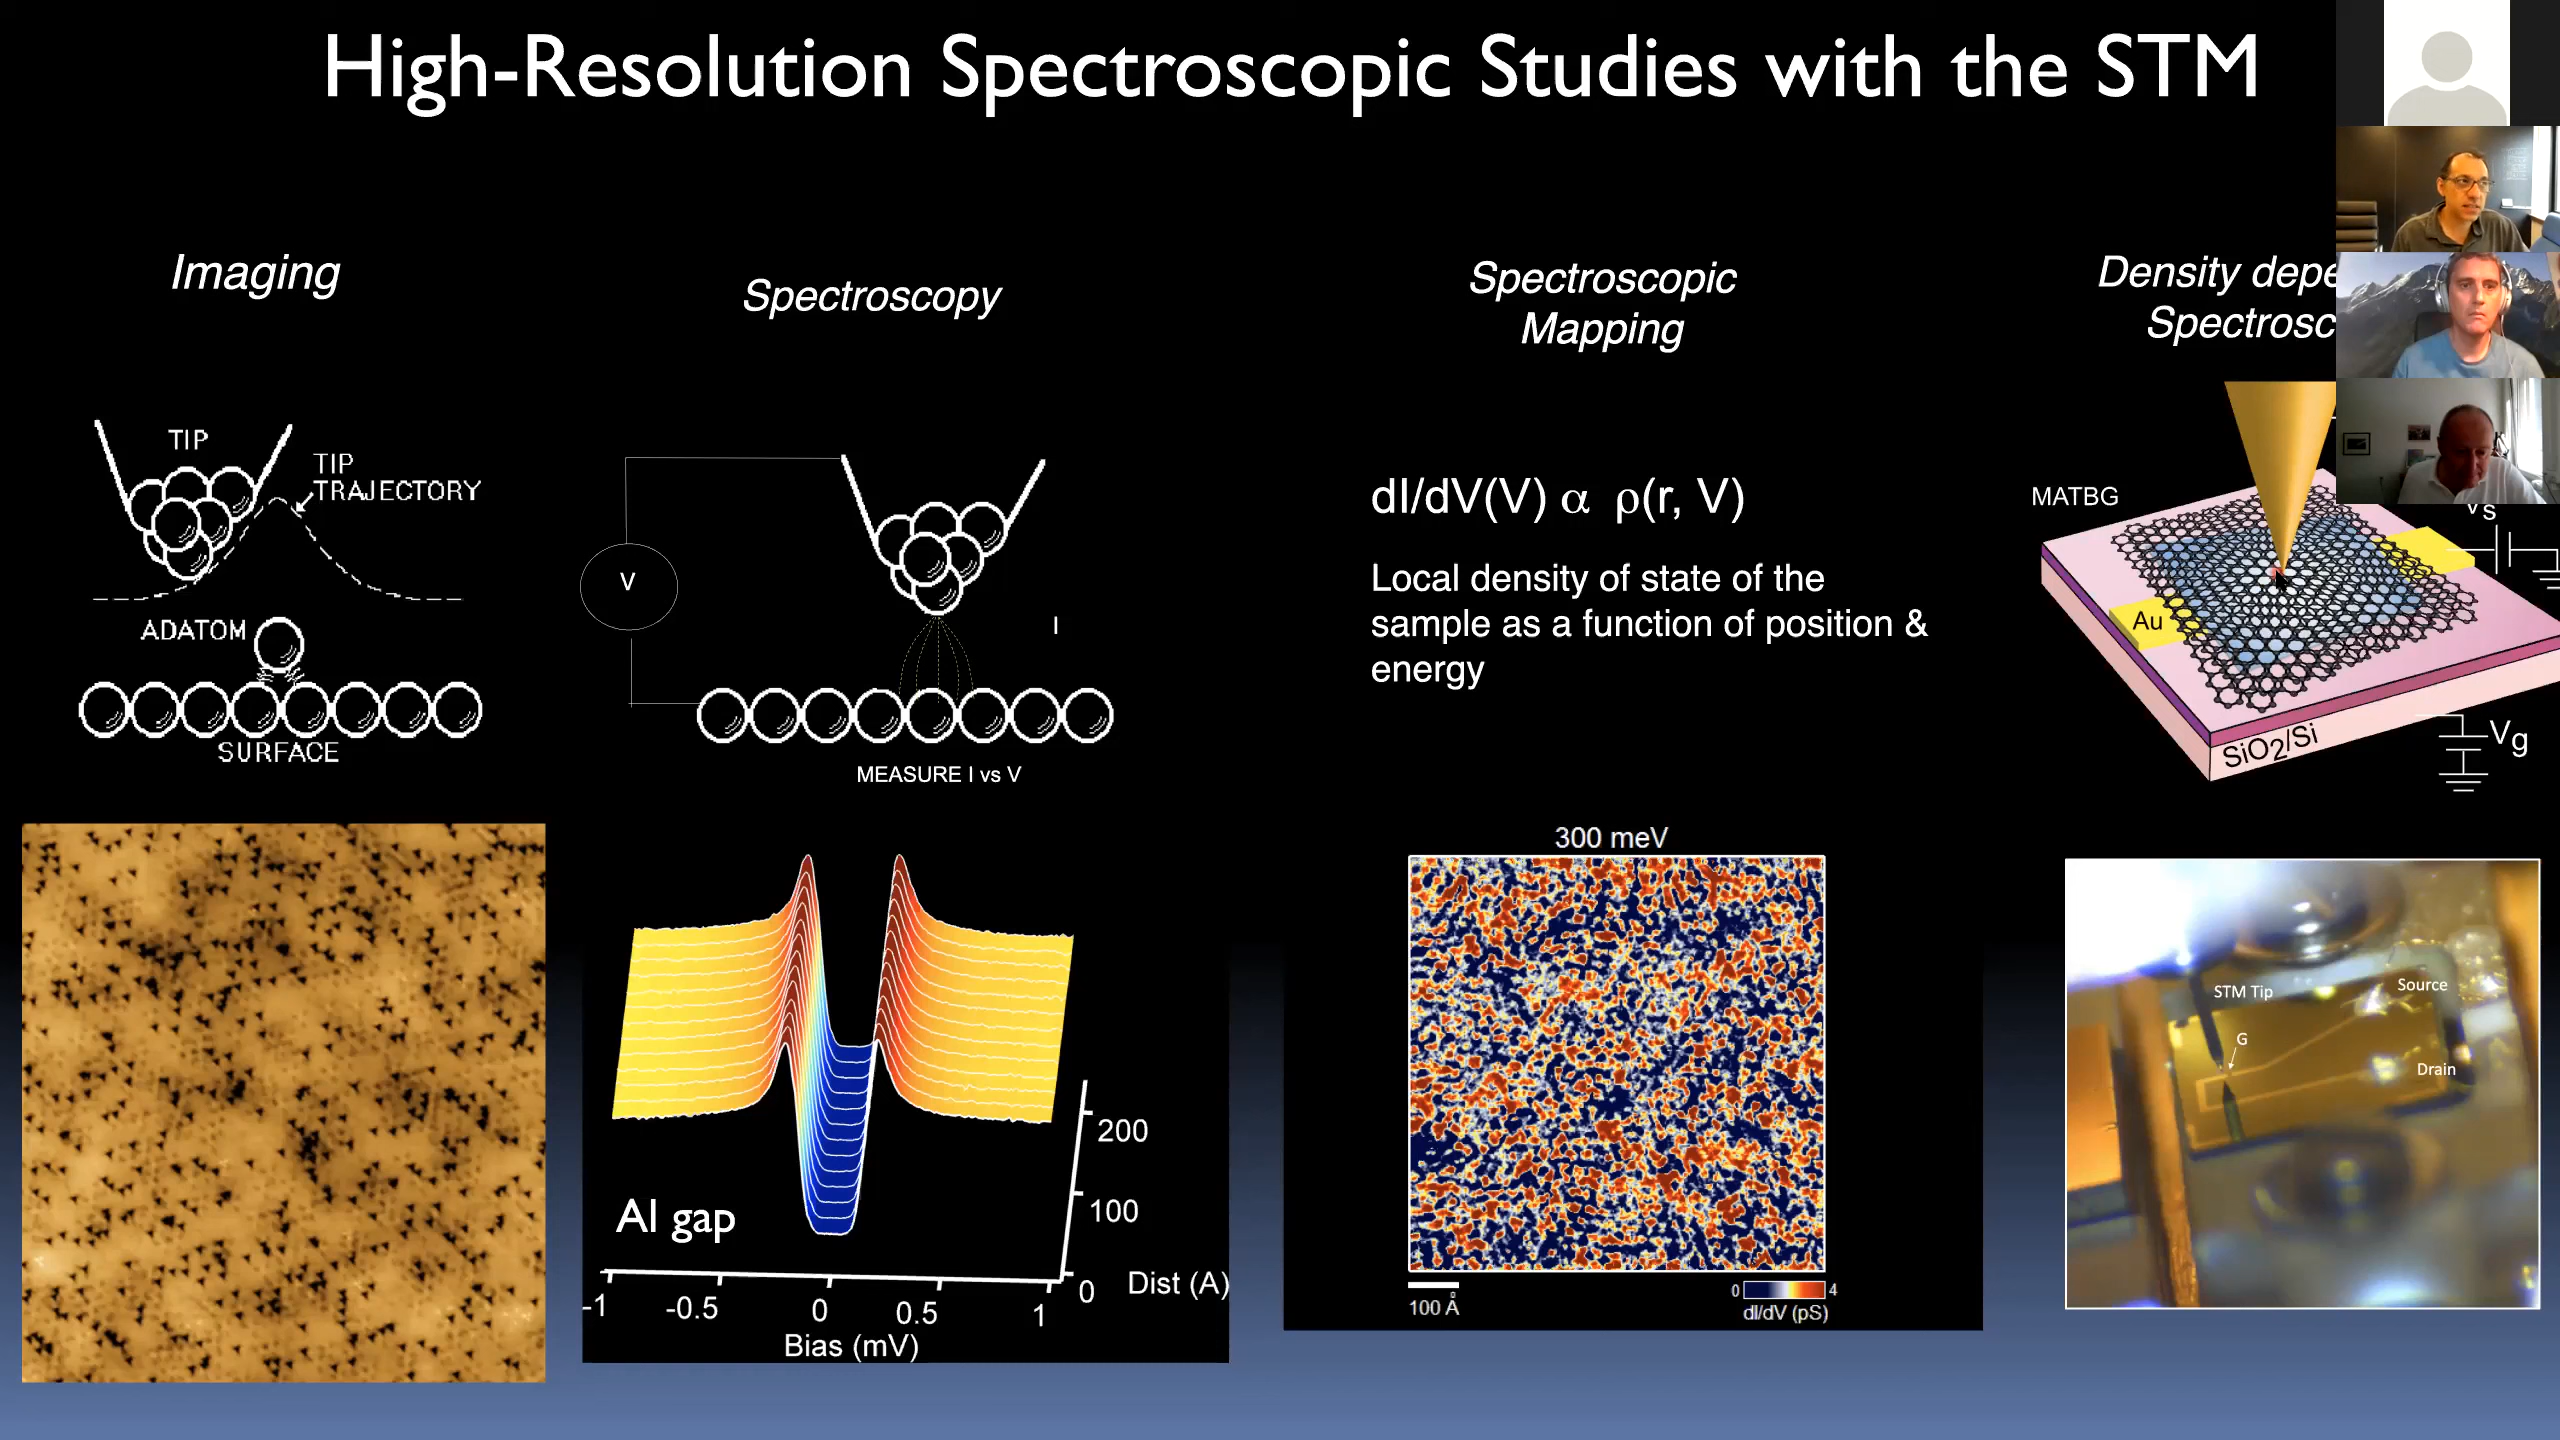 High-Resolution Spectroscopic Studies with the STM
Imaging
TIP
TIP
TRAJECTORY
ADATOM
SURFACE
Spectroscopy
V
I
MEASURE I vs V
Al gap
200
100
0
Dist (A)
-1
-0.5
0
0.5
1
Bias (mV)
Spectroscopic
Mapping
dI/dV(V) α ρ(r, V)
Local density of state of the
sample as a function of position &
energy
300 meV
100 Å
0
4
dI/dV (pS)
Density depe
Spectrosc
MATBG
Vs
Au
SiO2/Si
Vg
STM Tip
Source
G
Drain